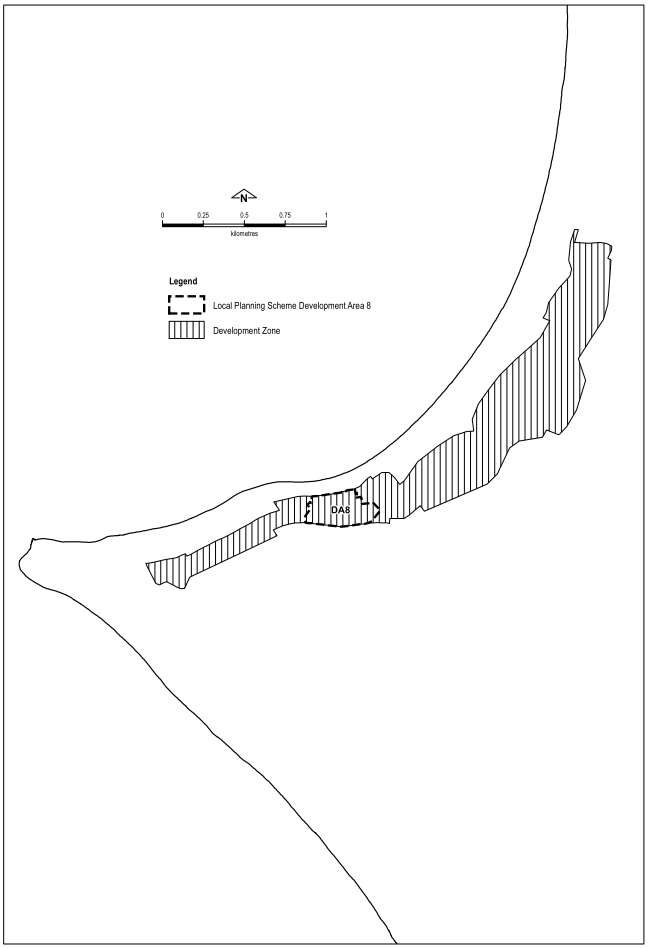 N
0 0.25 0.5 0.75 1
kilometres
Legend
Local Planning Scheme Development Area 8
Development Zone
DA8